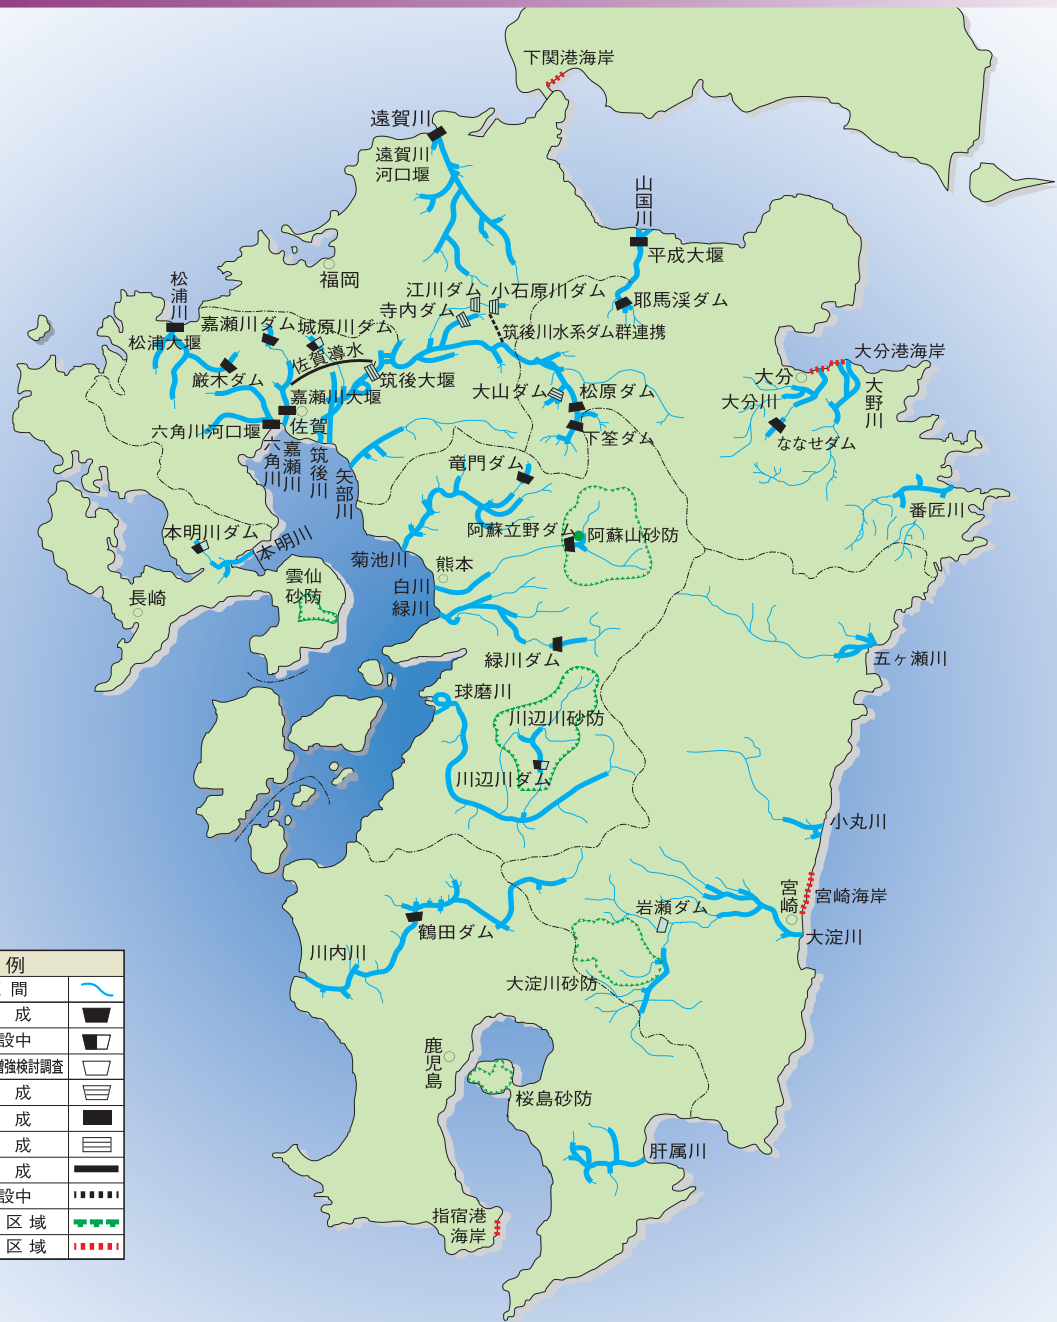 下関港海岸
遠賀川
遠賀川
河口堰
山国川
平成大堰
福岡
江川ダム
小石原川ダム
耶馬渓ダム
寺内ダム
松浦川
嘉瀬川ダム
城原川ダム
筑後川水系ダム群連携
松浦大堰
佐賀導水
大分港海岸
厳木ダム
筑後大堰
大山ダム
松原ダム
大分
大野川
嘉瀬川大堰
大分川
六角川河口堰
佐賀
下筌ダム
ななせダム
六角川
嘉瀬川
筑後川
矢部川
竜門ダム
番匠川
本明川ダム
本明川
阿蘇立野ダム
阿蘇山砂防
菊池川
熊本
雲仙
砂防
白川
長崎
緑川
緑川ダム
五ヶ瀬川
球磨川
川辺川砂防
川辺川ダム
小丸川
宮崎
宮崎海岸
岩瀬ダム
鶴田ダム
大淀川
川内川
大淀川砂防
鹿児島
桜島砂防
肝属川
指宿港
海岸
例
間
成
設中
増強検討調査
成
成
成
成
設中
区域
区域